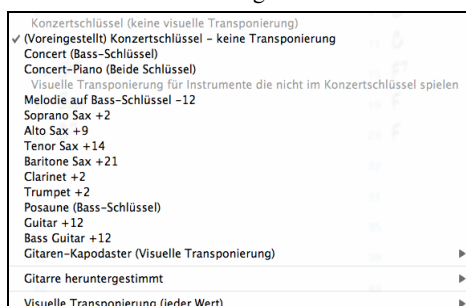 Konzertschlüssel (keine visuelle Transponierung)
✓ (Voreingestellt) Konzertschlüssel – keine Transponierung
Concert (Bass-Schlüssel)
Concert-Piano (Beide Schlüssel)
Visuelle Transponierung für Instrumente die nicht im Konzertschlüssel spielen
Melodie auf Bass-Schlüssel -12
Soprano Sax +2
Alto Sax +9
Tenor Sax +14
Baritone Sax +21
Clarinet +2
Trumpet +2
Posaune (Bass-Schlüssel)
Guitar +12
Bass Guitar +12
Gitaren-Kapodaster (Visuelle Transponierung)
Gitarre heruntergestimmt
Visuelle Transponierung (jeder Wert)